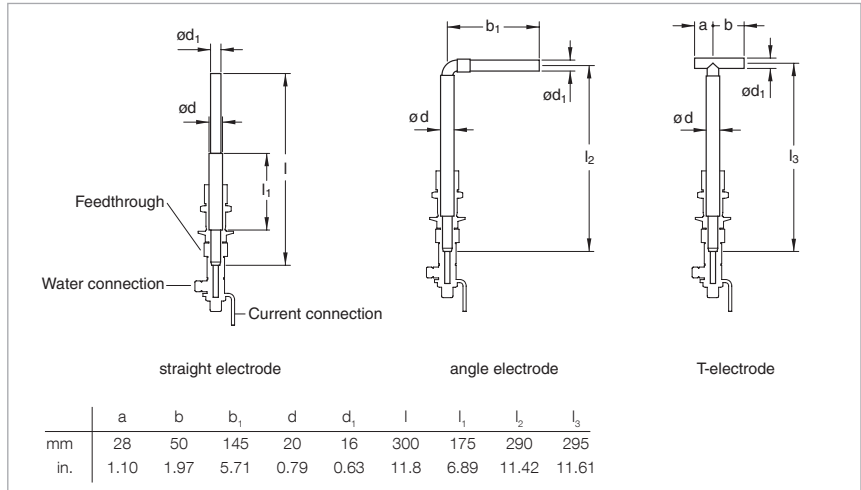 ød₁
ød
l
l₁
Feedthrough
Water connection
Current connection
straight electrode
b₁
ød₁
ød
l₂
angle electrode
a b
ød₁
ød
l₃
T-electrode
a b b₁ d d₁ l l₁ l₂ l₃
mm 28 50 145 20 16 300 175 290 295
in. 1.10 1.97 5.71 0.79 0.63 11.8 6.89 11.42 11.61